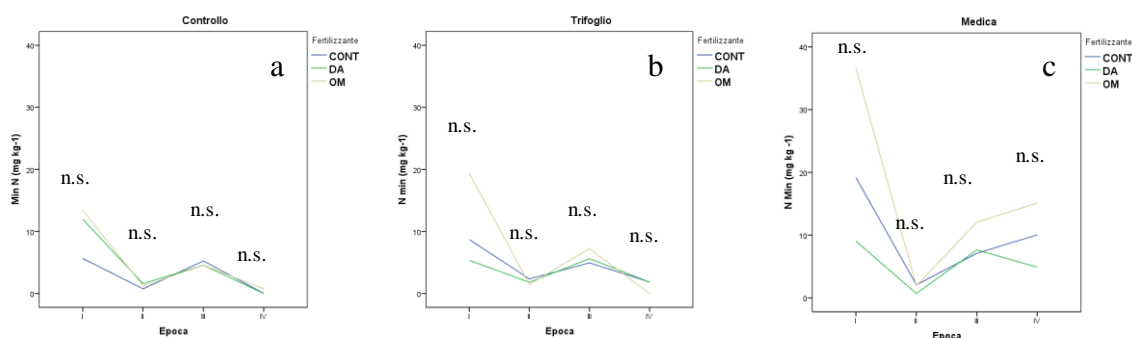 Controllo
Fertilizzante
CONT
DA
OM
a
Min N (mg kg-1)
40
30
20
10
0
n.s.
n.s.
n.s.
n.s.
I
II
III
IV
Epoca
Trifoglio
Fertilizzante
CONT
DA
OM
b
N min (mg kg-1)
40
30
20
10
0
n.s.
n.s.
n.s.
n.s.
I
II
III
IV
Epoca
Medica
Fertilizzante
CONT
DA
OM
c
N Min (mg kg -1)
40
30
20
10
0
n.s.
n.s.
n.s.
n.s.
I
II
III
IV
Epoca